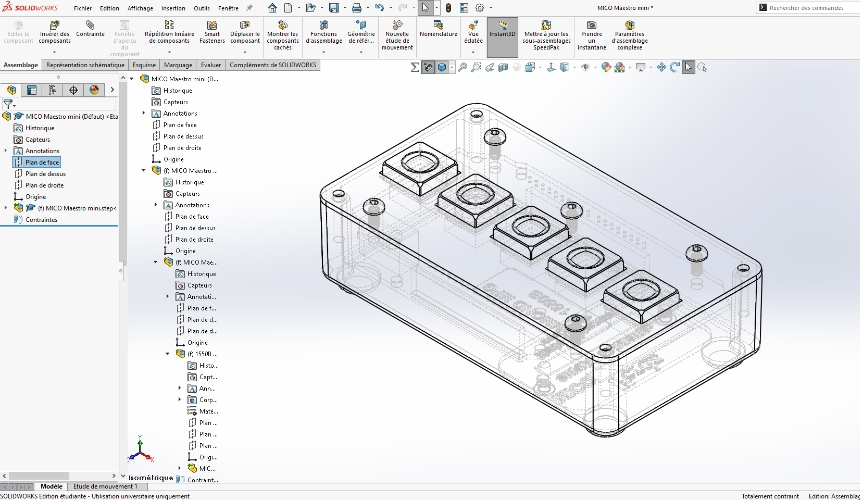 SOLIDWORKS
Fichier Edition Affichage Insertion Outils Fenêtre
MICO Maestro mini *
Rechercher des commandes
Editer le composant
Insérer des composants
Contrainte
Fenêtre d'aperçu du composant
Répétition linéaire de composants
Smart Fasteners
Déplacer le composant
Montrer les composants cachés
Fonctions d'assemblage
Géométrie de référ...
Nouvelle étude de mouvement
Nomenclature
Vue éclatée
Instant3D
Mettre à jour les sous-assemblages SpeedPak
Prendre un instantané
Paramètres d'assemblage complexe
Assemblage Représentation schématique Esquisse Marquage Evaluer Compléments de SOLIDWORKS
MICO Maestro mini (Défaut) <Eta
Historique
Capteurs
Annotations
Plan de face
Plan de dessus
Plan de droite
Origine
(f) MICO Maestro mini.step<
Contraintes
MICO Maestro mini (D...
Historique
Capteurs
Annotations
Plan de face
Plan de dessus
Plan de droite
Origine
(f) MICO Maestro ...
Historique
Capteurs
Annotations
Plan de face
Plan de dessus
Plan de droite
Origine
(f) MICO Mae...
Historique
Capteurs
Annotati...
Plan de f...
Plan de d...
Plan de d...
Origine
(f) 1550B ...
Histo...
Capt...
Ann...
Corp...
Maté...
Plan ...
Plan ...
Plan ...
Origi...
MIC...
Contraint...
Isométrique
Modèle Etude de mouvement 1
SOLIDWORKS Edition étudiante - Utilisation universitaire uniquement
Totalement contraint
Edition: Assemblag